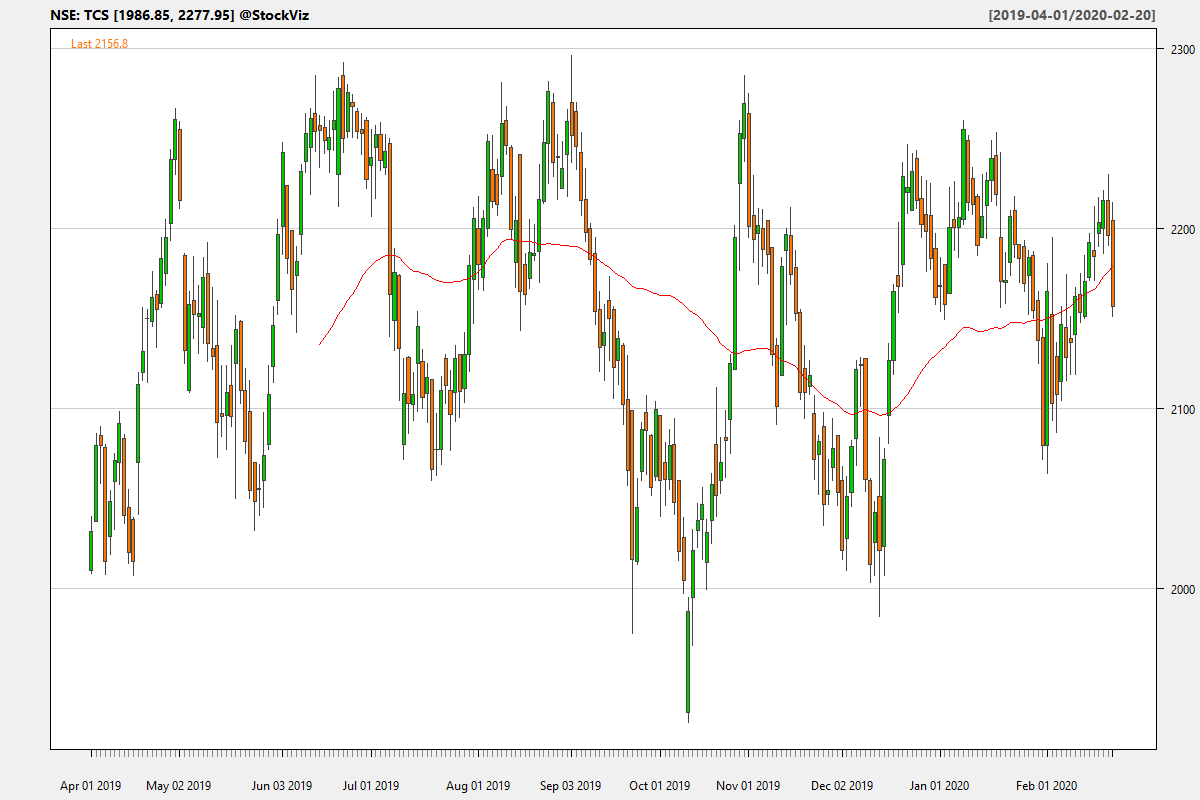 NSE: TCS [1986.85, 2277.95] @StockViz
[2019-04-01/2020-02-20]
Last 2156.8
2300
2200
2100
2000
Apr 01 2019
May 02 2019
Jun 03 2019
Jul 01 2019
Aug 01 2019
Sep 03 2019
Oct 01 2019
Nov 01 2019
Dec 02 2019
Jan 01 2020
Feb 01 2020